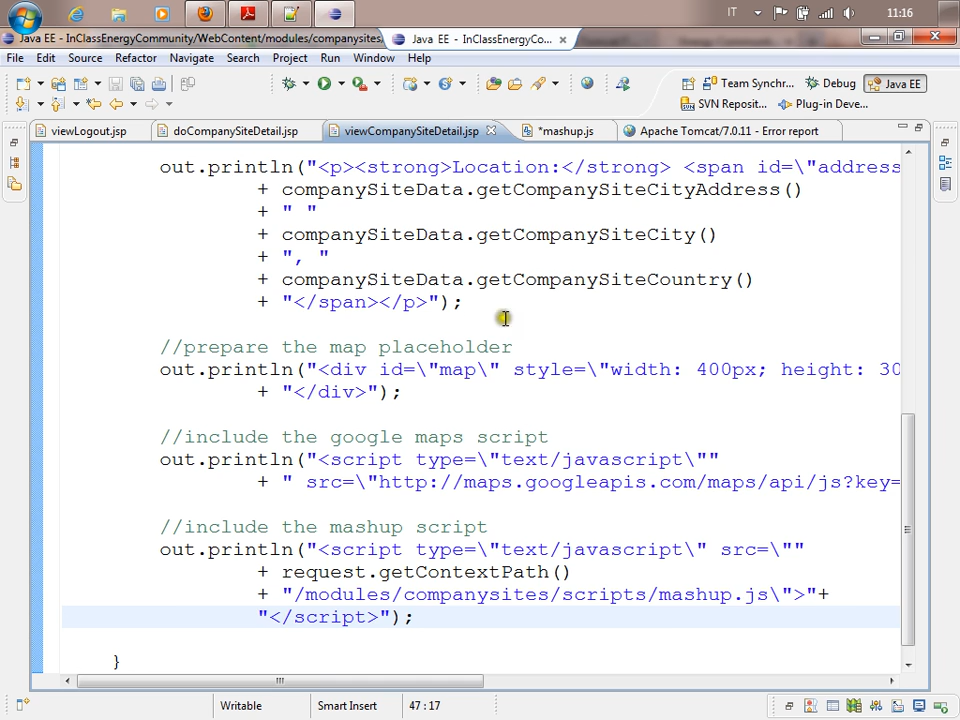 IT 11:16
Java EE - InClassEnergyCommunity/WebContent/modules/companysites
Java EE - InClassEnergyCo...
File Edit Source Refactor Navigate Search Project Run Window Help
Team Synchr... Debug Java EE
SVN Reposit... Plug-in Deve...
viewLogout.jsp doCompanySiteDetail.jsp viewCompanySiteDetail.jsp *mashup.js Apache Tomcat/7.0.11 - Error report
out.println("<p><strong>Location:</strong> <span id=\"address
+ companySiteData.getCompanySiteCityAddress()
+ " "
+ companySiteData.getCompanySiteCity()
+ ", "
+ companySiteData.getCompanySiteCountry()
+ "</span></p>");
//prepare the map placeholder
out.println("<div id=\"map\" style=\"width: 400px; height: 30
+ "</div>");
//include the google maps script
out.println("<script type=\"text/javascript\""
+ " src=\"http://maps.googleapis.com/maps/api/js?key=
//include the mashup script
out.println("<script type=\"text/javascript\" src=\""
+ request.getContextPath()
+ "/modules/companysites/scripts/mashup.js\">"+
"</script>");
}
Writable Smart Insert 47 : 17